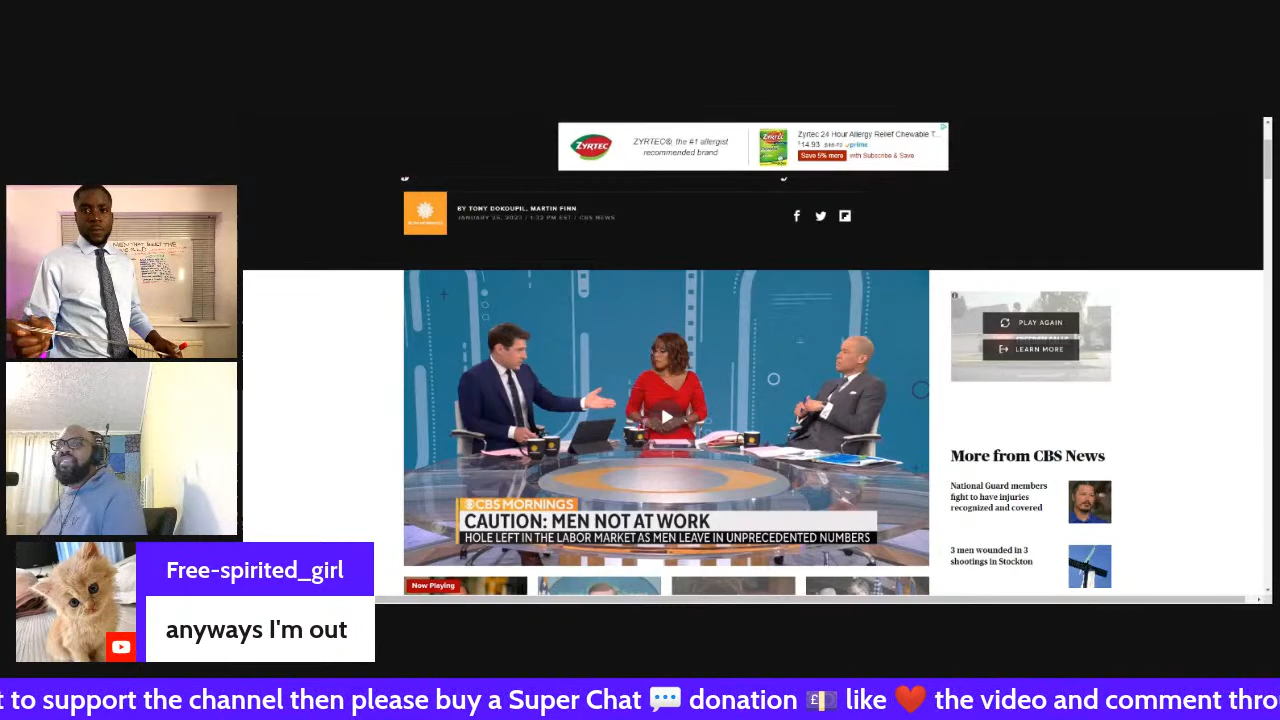 ZYRTEC
ZYRTEC®, the #1 allergist
recommended brand
Zyrtec 24 Hour Allergy Relief Chewable T...
$14.93
prime
Save 5% more with Subscribe & Save
BY TONY DOKOUPIL, MARTIN FINN
CBS NEWS
PLAY AGAIN
LEARN MORE
CBS MORNINGS
CAUTION: MEN NOT AT WORK
HOLE LEFT IN THE LABOR MARKET AS MEN LEAVE IN UNPRECEDENTED NUMBERS
Now Playing
More from CBS News
National Guard members
fight to have injuries
recognized and covered
3 men wounded in 3
shootings in Stockton
Free-spirited_girl
anyways I'm out
t to support the channel then please buy a Super Chat 💬 donation 💷 like ❤️ the video and comment thro